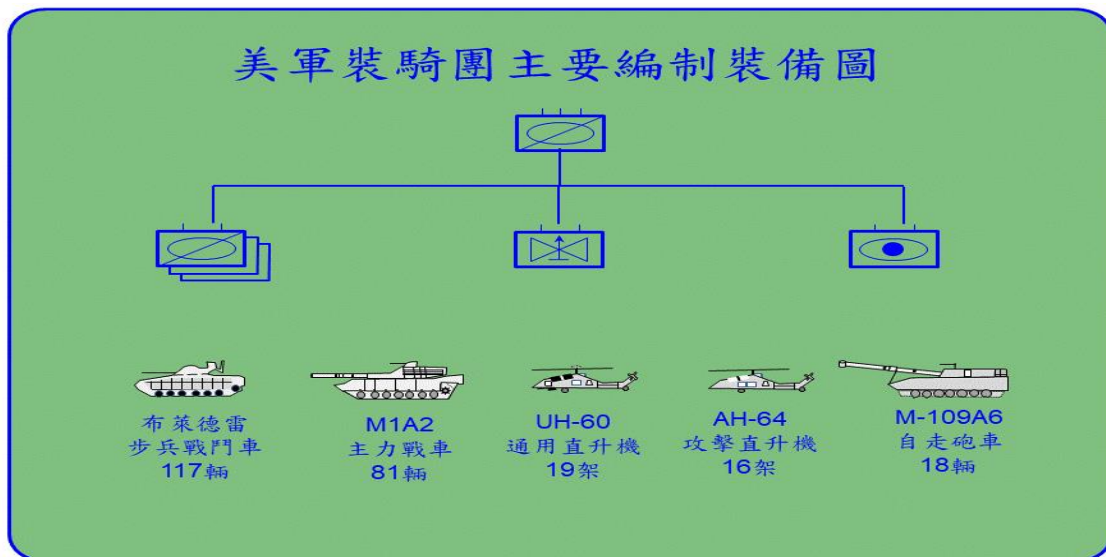 美軍裝騎團主要編制裝備圖
布萊德雷
步兵戰鬥車
117輛
M1A2
主力戰車
81輛
UH-60
通用直升機
19架
AH-64
攻擊直升機
16架
M-109A6
自走砲車
18輛